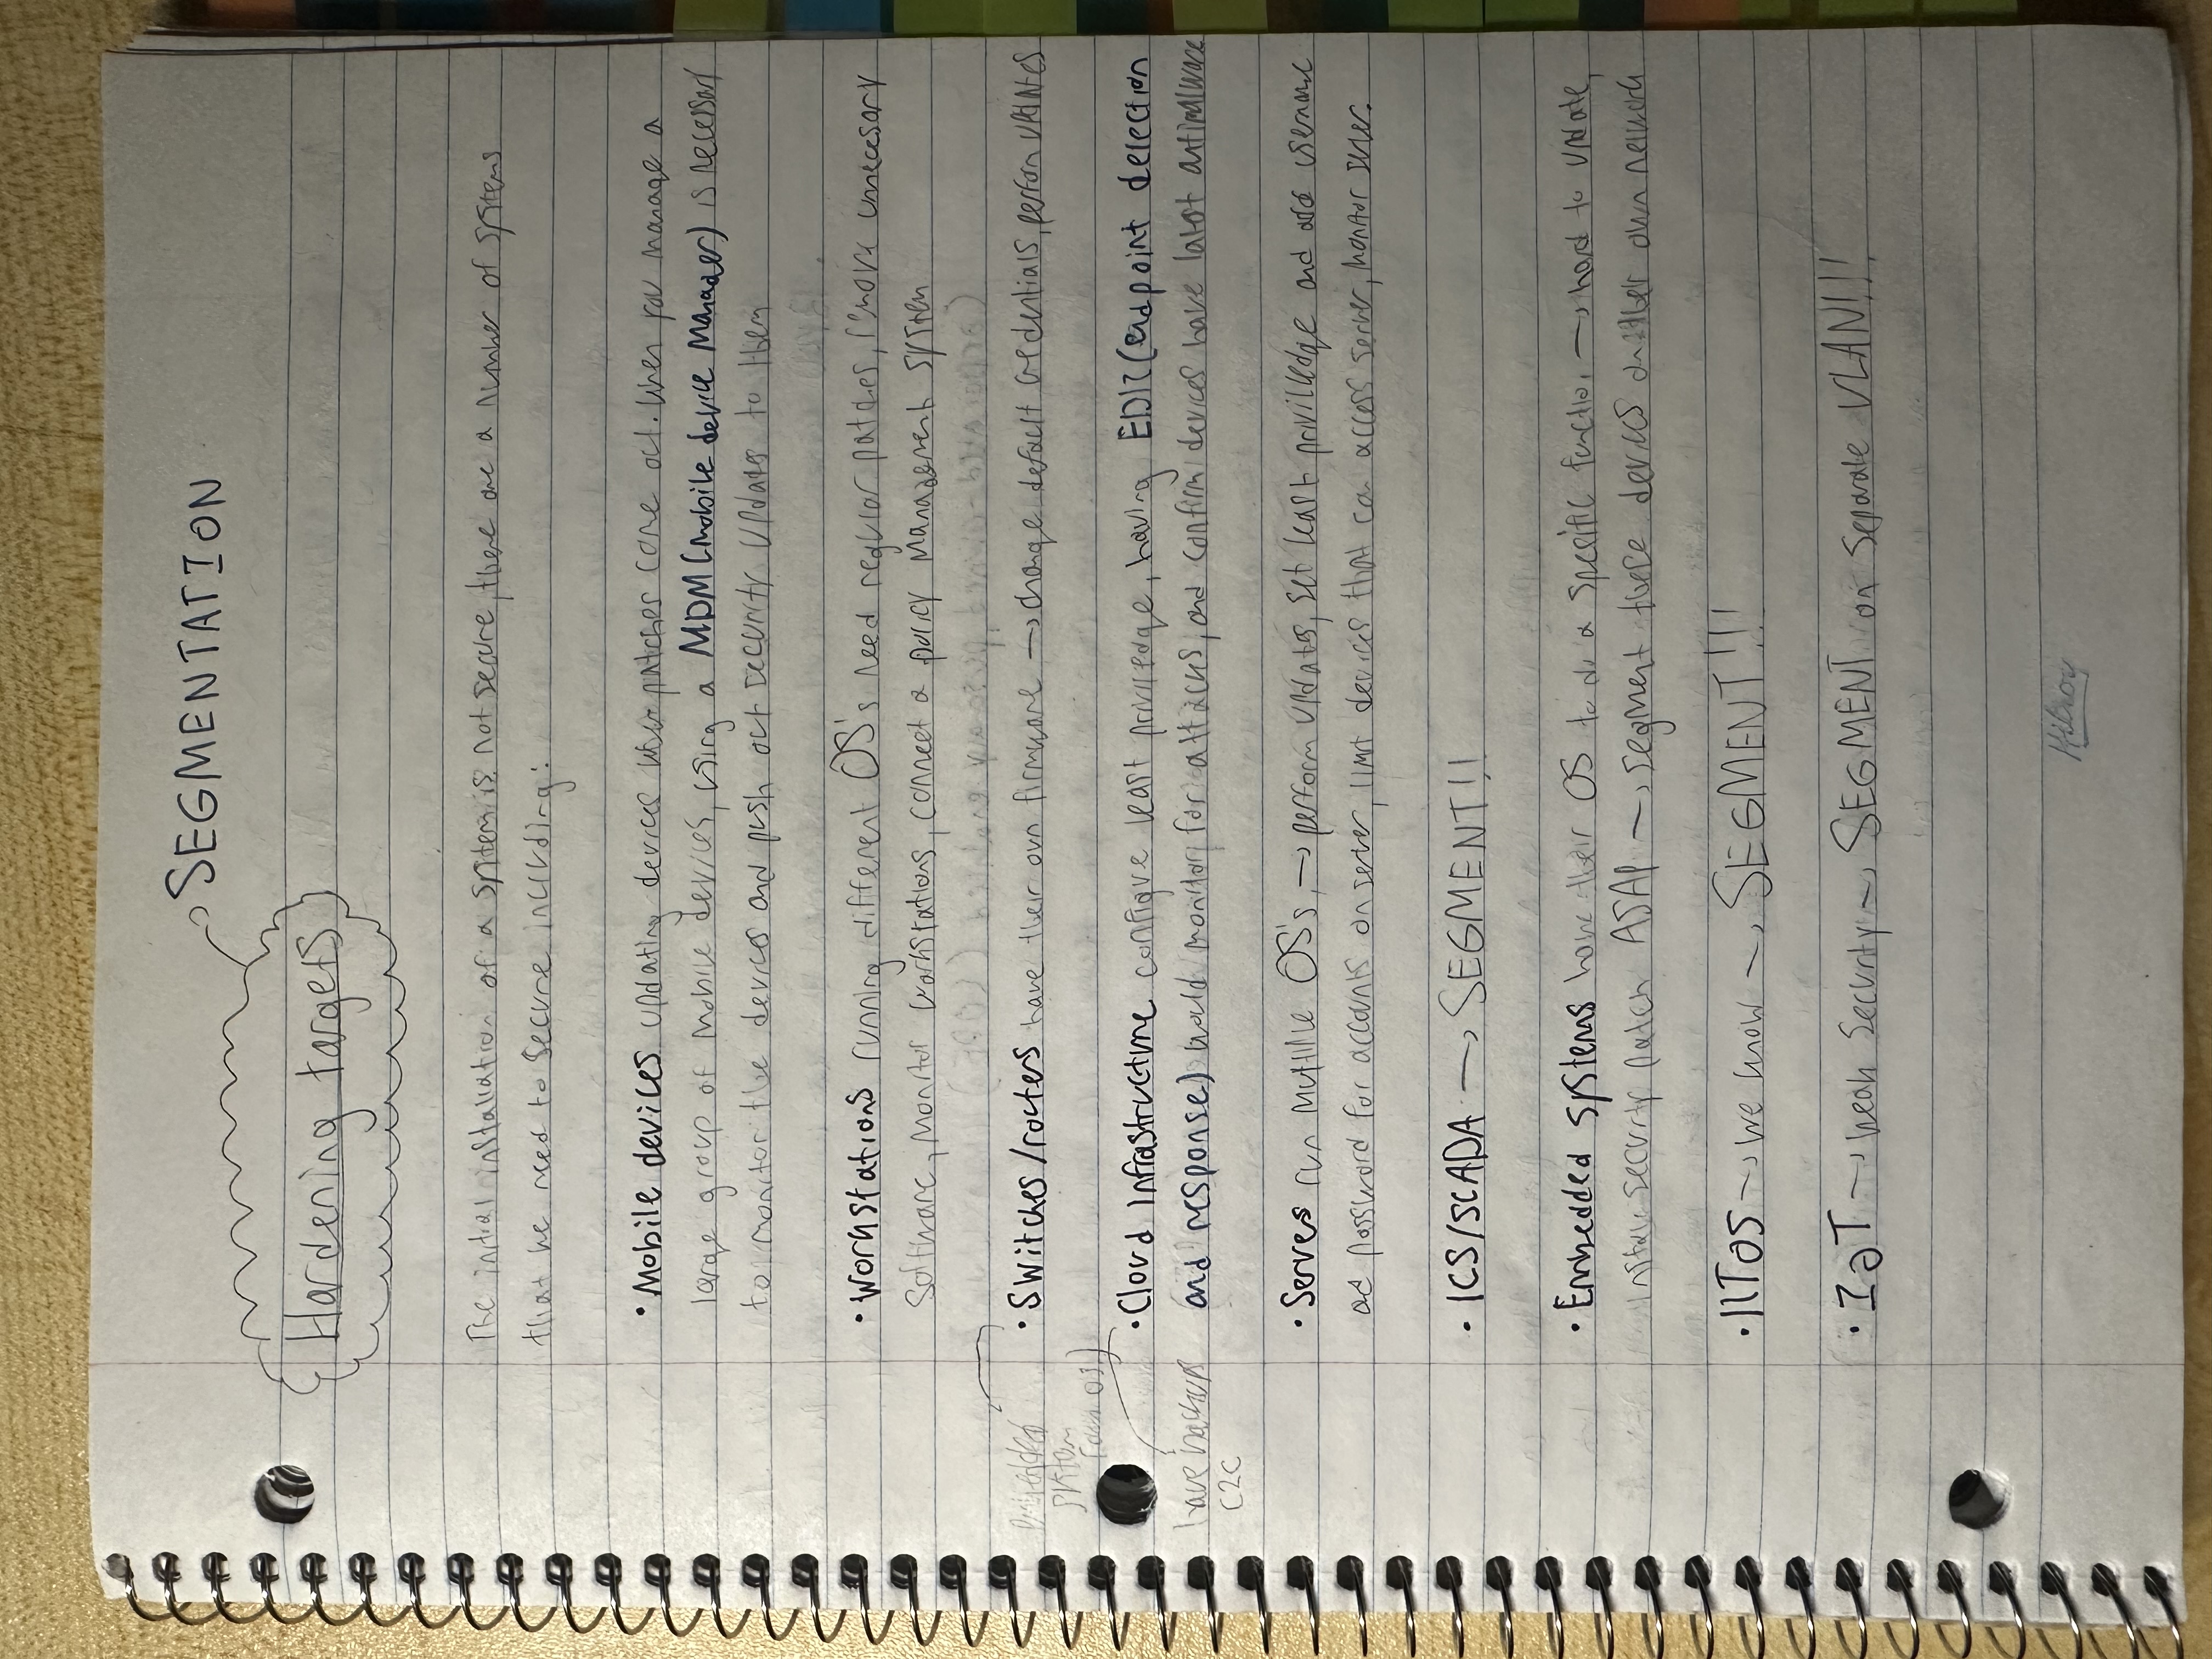 SEGMENTATION
Hardening targets
The initial installation of a system is not secure, there are a number of systems
that we need to secure including:
• Mobile devices updating devices when patches come out. When you manage a
large group of mobile devices, using a MDM (Mobile device Manager) is necessary
to monitor the devices and push out security updates to them
• Workstations running different OS's need regular patches, remove unnecesary
Software, monitor workstations, connect a policy management system
• Switches/routers have their own firmware → change default credentials, perform updates
embedded
system
(own OS)
• Cloud infrastructure configure least priviledge, having EDR (endpoint detection
and response) would monitor for attacks, and confirm devices have latest antimalware
have backups
C2C
• Serves run multiple OS's, → perform updates, set least priviledge and add username
ad password for accounts on server, limit devices that can access server, monitor server.
• ICS/SCADA → SEGMENT!!
• Embedded systems have their OS to do a specific function → hard to update,
install security patch ASAP → segment these devices on their own network
• RTOS → we know → SEGMENT!!!
• IoT → weak security → SEGMENT on separate VLAN!!!
Hilroy